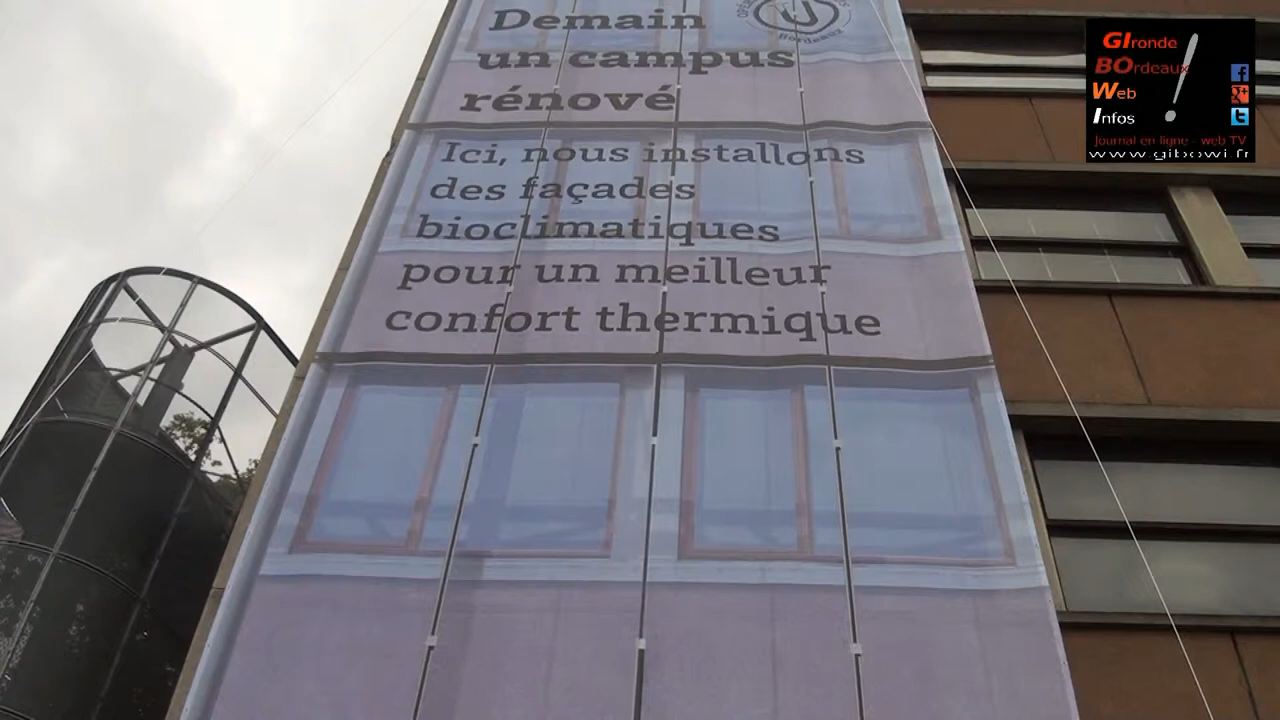 Demain
un campus
rénové
Bordeaux
Ici, nous installons
des façades
bioclimatiques
pour un meilleur
confort thermique
GIronde
BOrdeaux
Web
Infos
!
Journal en ligne - web TV
www.gibowi.fr